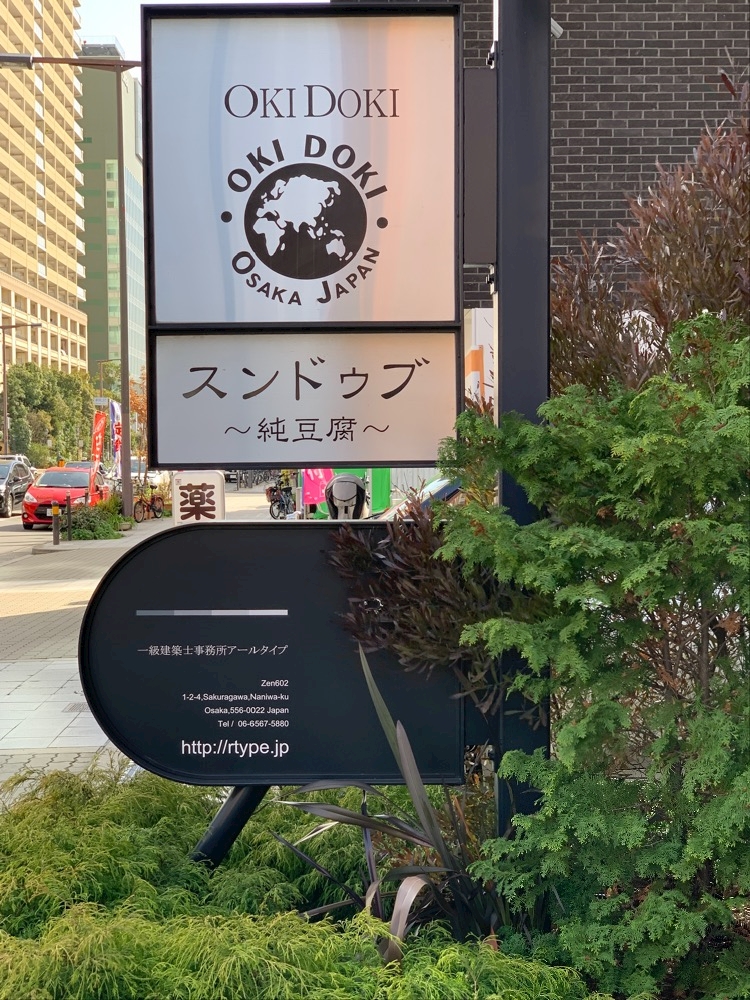 OKI DOKI
OKI DOKI
OSAKA JAPAN
スンドゥブ
～純豆腐～
薬
一級建築士事務所アールタイプ
Zen602
1-2-4,Sakuragawa,Naniwa-ku
Osaka,556-0022 Japan
Tel / 06-6567-5880
http://rtype.jp